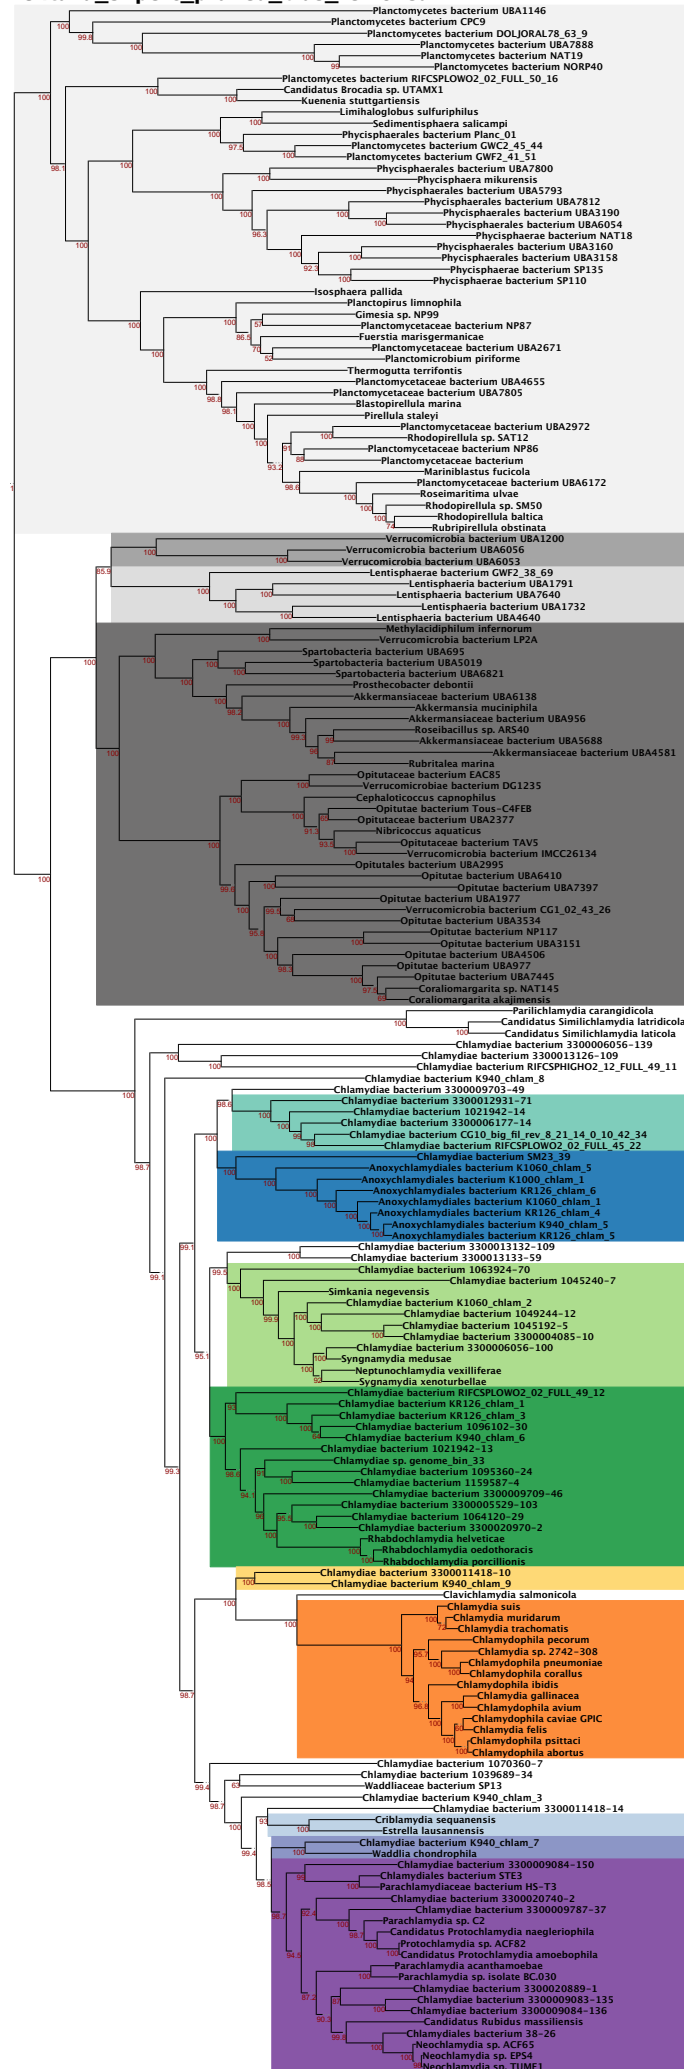 Planctomycetes bacterium UBA1146
Planctomycetes bacterium CPC9
Planctomycetes bacterium DOLJORAL78_63_9
Planctomycetes bacterium UBA7888
Planctomycetes bacterium NAT19
Planctomycetes bacterium NORP40
Planctomycetes bacterium RIFCSPLOWO2_02_FULL_50_16
Candidatus Brocadia sp. UTAMX1
Kuenenia stuttgartiensis
Limihaloglobus sulfuriphilus
Sedimentisphaera salicampi
Phycisphaerales bacterium Planc_01
Planctomycetes bacterium GWC2_45_44
Planctomycetes bacterium GWF2_41_51
Phycisphaerales bacterium UBA7800
Phycisphaera mikurensis
Phycisphaerales bacterium UBA5793
Phycisphaerales bacterium UBA7812
Phycisphaerales bacterium UBA3190
Phycisphaerales bacterium UBA6054
Phycisphaerae bacterium NAT18
Phycisphaerales bacterium UBA3160
Phycisphaerales bacterium UBA3158
Phycisphaerae bacterium SP135
Phycisphaerae bacterium SP110
Isosphaera pallida
Planctopirus limnophila
Gimesia sp. NP99
Planctomycetaceae bacterium NP87
Fuerstia marisgermanicae
Planctomycetaceae bacterium UBA2671
Planctomicrobium piriforme
Thermogutta terrifontis
Planctomycetaceae bacterium UBA4655
Planctomycetaceae bacterium UBA7805
Blastopirellula marina
Pirellula staleyi
Planctomycetaceae bacterium UBA2972
Rhodopirellula sp. SAT12
Planctomycetaceae bacterium NP86
Planctomycetaceae bacterium
Mariniblastus fucicola
Planctomycetaceae bacterium UBA6172
Roseimaritima ulvae
Rhodopirellula sp. SM50
Rhodopirellula baltica
Rubripirellula obstinata
Verrucomicrobia bacterium UBA1200
Verrucomicrobia bacterium UBA6056
Verrucomicrobia bacterium UBA6053
Lentisphaerae bacterium GWF2_38_69
Lentisphaeria bacterium UBA1791
Lentisphaeria bacterium UBA7640
Lentisphaeria bacterium UBA1732
Lentisphaeria bacterium UBA4640
Methylacidiphilum infernorum
Verrucomicrobia bacterium LP2A
Spartobacteria bacterium UBA695
Spartobacteria bacterium UBA5019
Spartobacteria bacterium UBA6821
Prosthecobacter debontii
Akkermansiaceae bacterium UBA6138
Akkermansia muciniphila
Akkermansiaceae bacterium UBA956
Roseibacillus sp. ARS40
Akkermansiaceae bacterium UBA5688
Akkermansiaceae bacterium UBA4581
Rubritalea marina
Opitutaceae bacterium EAC85
Verrucomicrobiae bacterium DG1235
Cephaloticoccus capnophilus
Opitutae bacterium Tous-C4FEB
Opitutaceae bacterium UBA2377
Nibricoccus aquaticus
Opitutaceae bacterium TAV5
Verrucomicrobia bacterium IMCC26134
Opitutales bacterium UBA2995
Opitutae bacterium UBA6410
Opitutae bacterium UBA7397
Opitutae bacterium UBA1977
Verrucomicrobia bacterium CG1_02_43_26
Opitutae bacterium UBA3534
Opitutae bacterium NP117
Opitutae bacterium UBA3151
Opitutae bacterium UBA4506
Opitutae bacterium UBA977
Opitutae bacterium UBA7445
Coraliomargarita sp. NAT145
Coraliomargarita akajimensis
Parilichlamydia carangidicola
Candidatus Similichlamydia latridicola
Candidatus Similichlamydia laticola
Chlamydiae bacterium 3300006056-139
Chlamydiae bacterium 3300013126-109
Chlamydiae bacterium RIFCSPHIGHO2_12_FULL_49_11
Chlamydiae bacterium K940_chlam_8
Chlamydiae bacterium 3300009703-49
Chlamydiae bacterium 3300012931-71
Chlamydiae bacterium 1021942-14
Chlamydiae bacterium 3300006177-14
Chlamydiae bacterium CG10_big_fil_rev_8_21_14_0_10_42_34
Chlamydiae bacterium RIFCSPLOWO2_02_FULL_45_22
Chlamydiae bacterium SM23_39
Anoxychlamydiales bacterium K1060_chlam_5
Anoxychlamydiales bacterium K1000_chlam_1
Anoxychlamydiales bacterium KR126_chlam_6
Anoxychlamydiales bacterium K1060_chlam_1
Anoxychlamydiales bacterium KR126_chlam_4
Anoxychlamydiales bacterium K940_chlam_5
Anoxychlamydiales bacterium KR126_chlam_5
Chlamydiae bacterium 3300013132-109
Chlamydiae bacterium 3300013133-59
Chlamydiae bacterium 1063924-70
Chlamydiae bacterium 1045240-7
Simkania negevensis
Chlamydiae bacterium K1060_chlam_2
Chlamydiae bacterium 1049244-12
Chlamydiae bacterium 1045192-5
Chlamydiae bacterium 3300004085-10
Chlamydiae bacterium 3300006056-100
Syngnamydia medusae
Neptunochlamydia vexilliferae
Sygnamydia xenoturbellae
Chlamydiae bacterium RIFCSPLOWO2_02_FULL_49_12
Chlamydiae bacterium KR126_chlam_1
Chlamydiae bacterium KR126_chlam_3
Chlamydiae bacterium 1096102-30
Chlamydiae bacterium K940_chlam_6
Chlamydiae bacterium 1021942-13
Chlamydiae sp. genome_bin_33
Chlamydiae bacterium 1095360-24
Chlamydiae bacterium 1159587-4
Chlamydiae bacterium 3300009709-46
Chlamydiae bacterium 3300005529-103
Chlamydiae bacterium 1064120-29
Chlamydiae bacterium 3300020970-2
Rhabdochlamydia helveticae
Rhabdochlamydia oedothoracis
Rhabdochlamydia porcillionis
Chlamydiae bacterium 3300011418-10
Chlamydiae bacterium K940_chlam_9
Clavichlamydia salmonicola
Chlamydia suis
Chlamydia muridarum
Chlamydia trachomatis
Chlamydophila pecorum
Chlamydia sp. 2742-308
Chlamydophila pneumoniae
Chlamydophila corallus
Chlamydophila ibidis
Chlamydia gallinacea
Chlamydophila avium
Chlamydophila caviae GPIC
Chlamydia felis
Chlamydophila psittaci
Chlamydophila abortus
Chlamydiae bacterium 1070360-7
Chlamydiae bacterium 1039689-34
Waddliaceae bacterium SP13
Chlamydiae bacterium K940_chlam_3
Chlamydiae bacterium 3300011418-14
Criblamydia sequanensis
Estrella lausannensis
Chlamydiae bacterium K940_chlam_7
Waddlia chondrophila
Chlamydiae bacterium 3300009084-150
Chlamydiales bacterium STE3
Parachlamydiaceae bacterium HS-T3
Chlamydiae bacterium 3300020740-2
Chlamydiae bacterium 3300009787-37
Parachlamydia sp. C2
Candidatus Protochlamydia naegleriophila
Protochlamydia sp. ACF82
Candidatus Protochlamydia amoebophila
Parachlamydia acanthamoebae
Parachlamydia sp. isolate BC.030
Chlamydiae bacterium 3300020889-1
Chlamydiae bacterium 3300009083-135
Chlamydiae bacterium 3300009084-136
Candidatus Rubidus massiliensis
Chlamydiales bacterium 38-26
Neochlamydia sp. ACF65
Neochlamydia sp. EPS4
Neochlamydia sp. TUME1